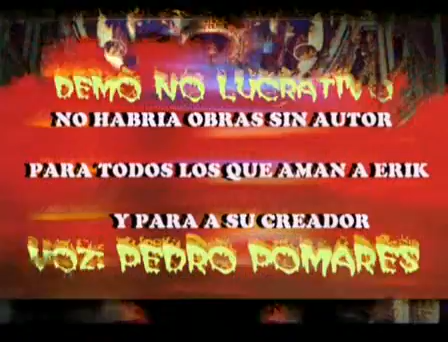 DEMO NO LUCRATIVO
NO HABRIA OBRAS SIN AUTOR
PARA TODOS LOS QUE AMAN A ERIK
Y PARA A SU CREADOR
VOZ: PEDRO POMARES